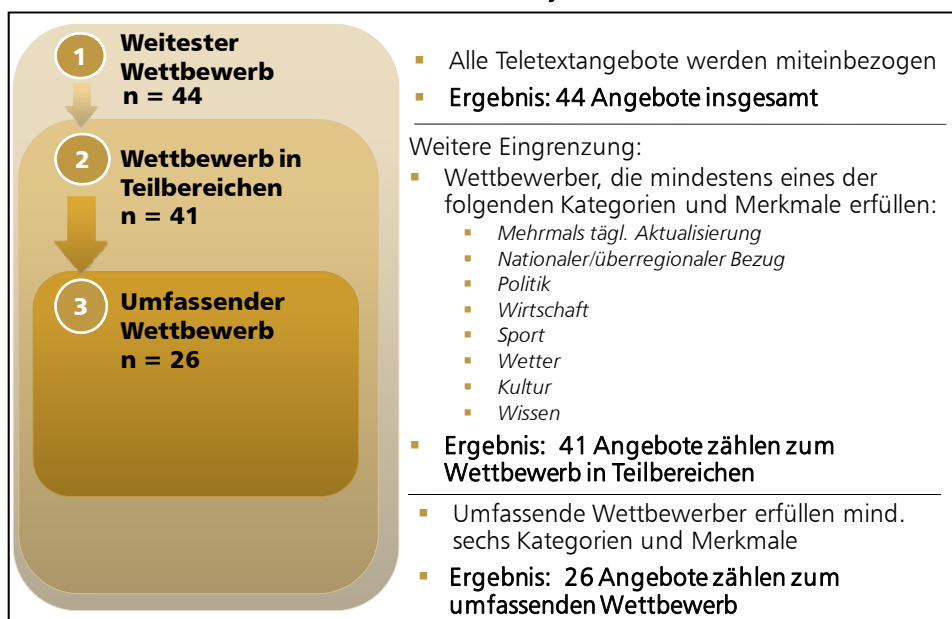 1
Weitester
Wettbewerb
n = 44
2
Wettbewerb in
Teilbereichen
n = 41
3
Umfassender
Wettbewerb
n = 26
▪ Alle Teletextangebote werden miteinbezogen
▪ Ergebnis: 44 Angebote insgesamt
Weitere Eingrenzung:
▪ Wettbewerber, die mindestens eines der
folgenden Kategorien und Merkmale erfüllen:
▪ Mehrmals tägl. Aktualisierung
▪ Nationaler/überregionaler Bezug
▪ Politik
▪ Wirtschaft
▪ Sport
▪ Wetter
▪ Kultur
▪ Wissen
▪ Ergebnis: 41 Angebote zählen zum
Wettbewerb in Teilbereichen
▪ Umfassende Wettbewerber erfüllen mind.
sechs Kategorien und Merkmale
▪ Ergebnis: 26 Angebote zählen zum
umfassenden Wettbewerb